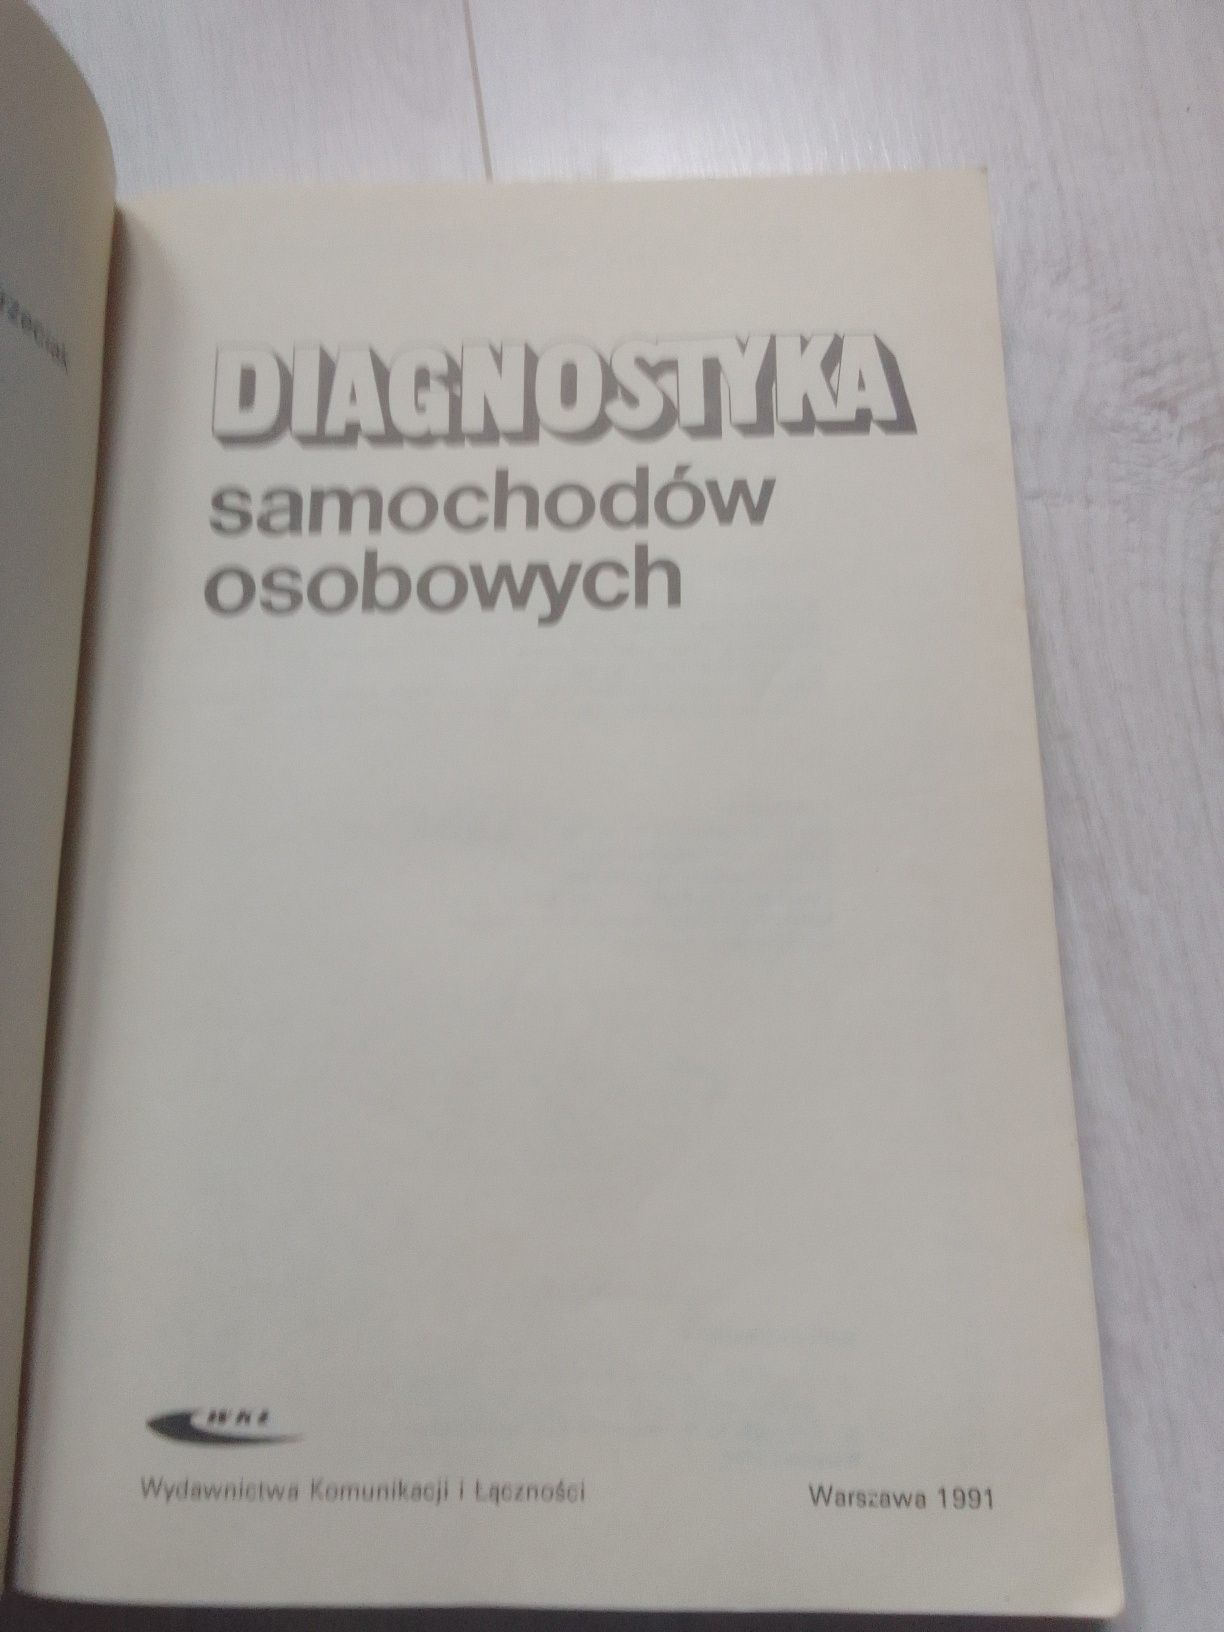 DIAGNOSTYKA
samochodów
osobowych
WKŁ
Wydawnictwa Komunikacji i Łączności
Warszawa 1991